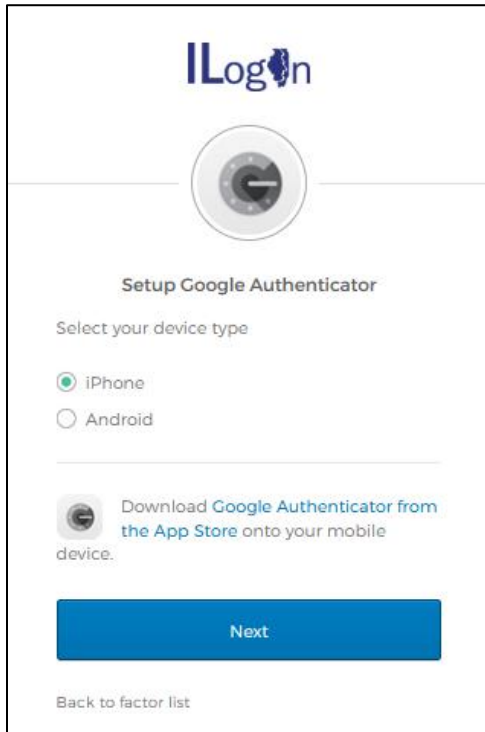 ILogIn
Setup Google Authenticator
Select your device type
iPhone
Android
Download Google Authenticator from
the App Store onto your mobile
device.
Next
Back to factor list